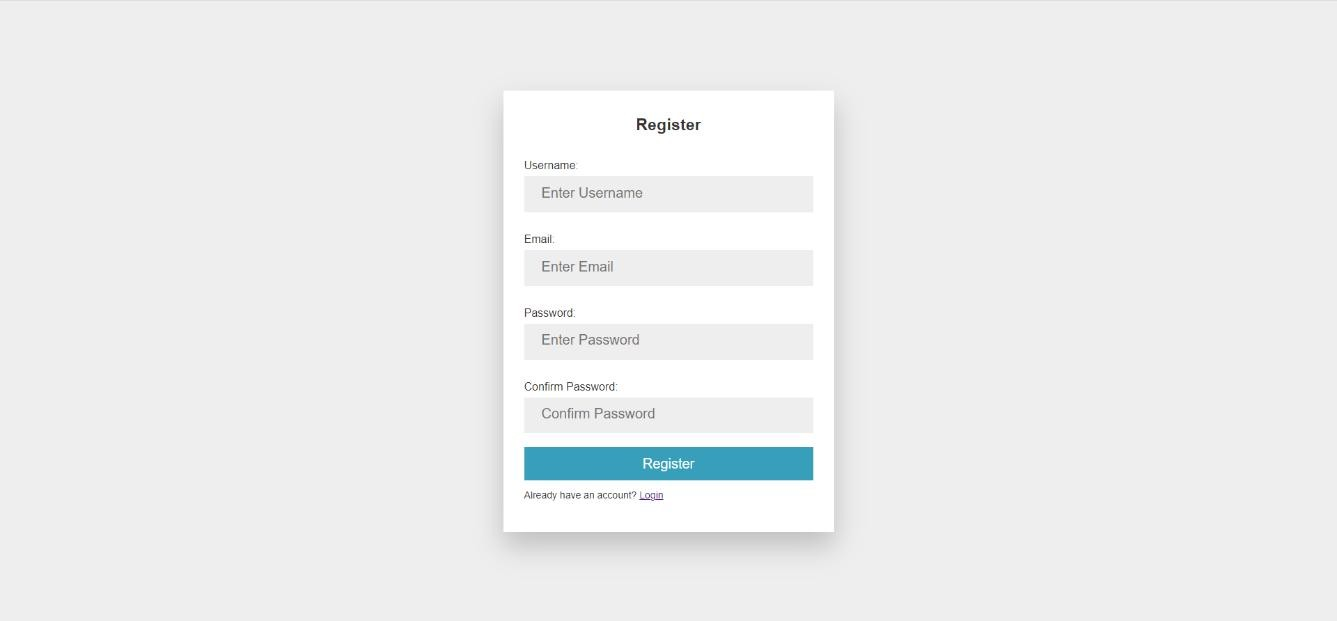 Register
Username:
Enter Username
Email:
Enter Email
Password:
Enter Password
Confirm Password:
Confirm Password
Register
Already have an account? Login